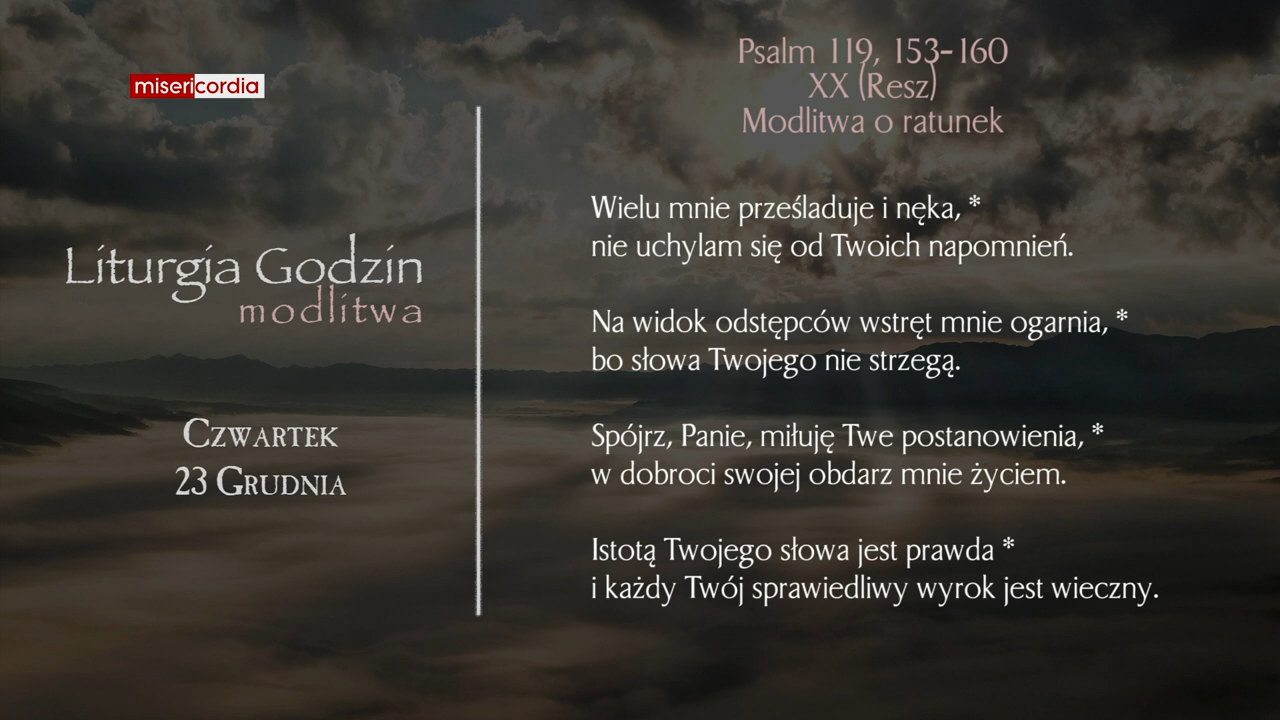 misericordia
Liturgia Godzin
modlitwa
Czwartek
23 Grudnia
Psalm 119, 153-160
XX (Resz)
Modlitwa o ratunek
Wielu mnie prześladuje i nęka, *
nie uchylam się od Twoich napomnień.
Na widok odstępców wstręt mnie ogarnia, *
bo słowa Twojego nie strzegą.
Spójrz, Panie, miłuję Twe postanowienia, *
w dobroci swojej obdarz mnie życiem.
Istotą Twojego słowa jest prawda *
i każdy Twój sprawiedliwy wyrok jest wieczny.